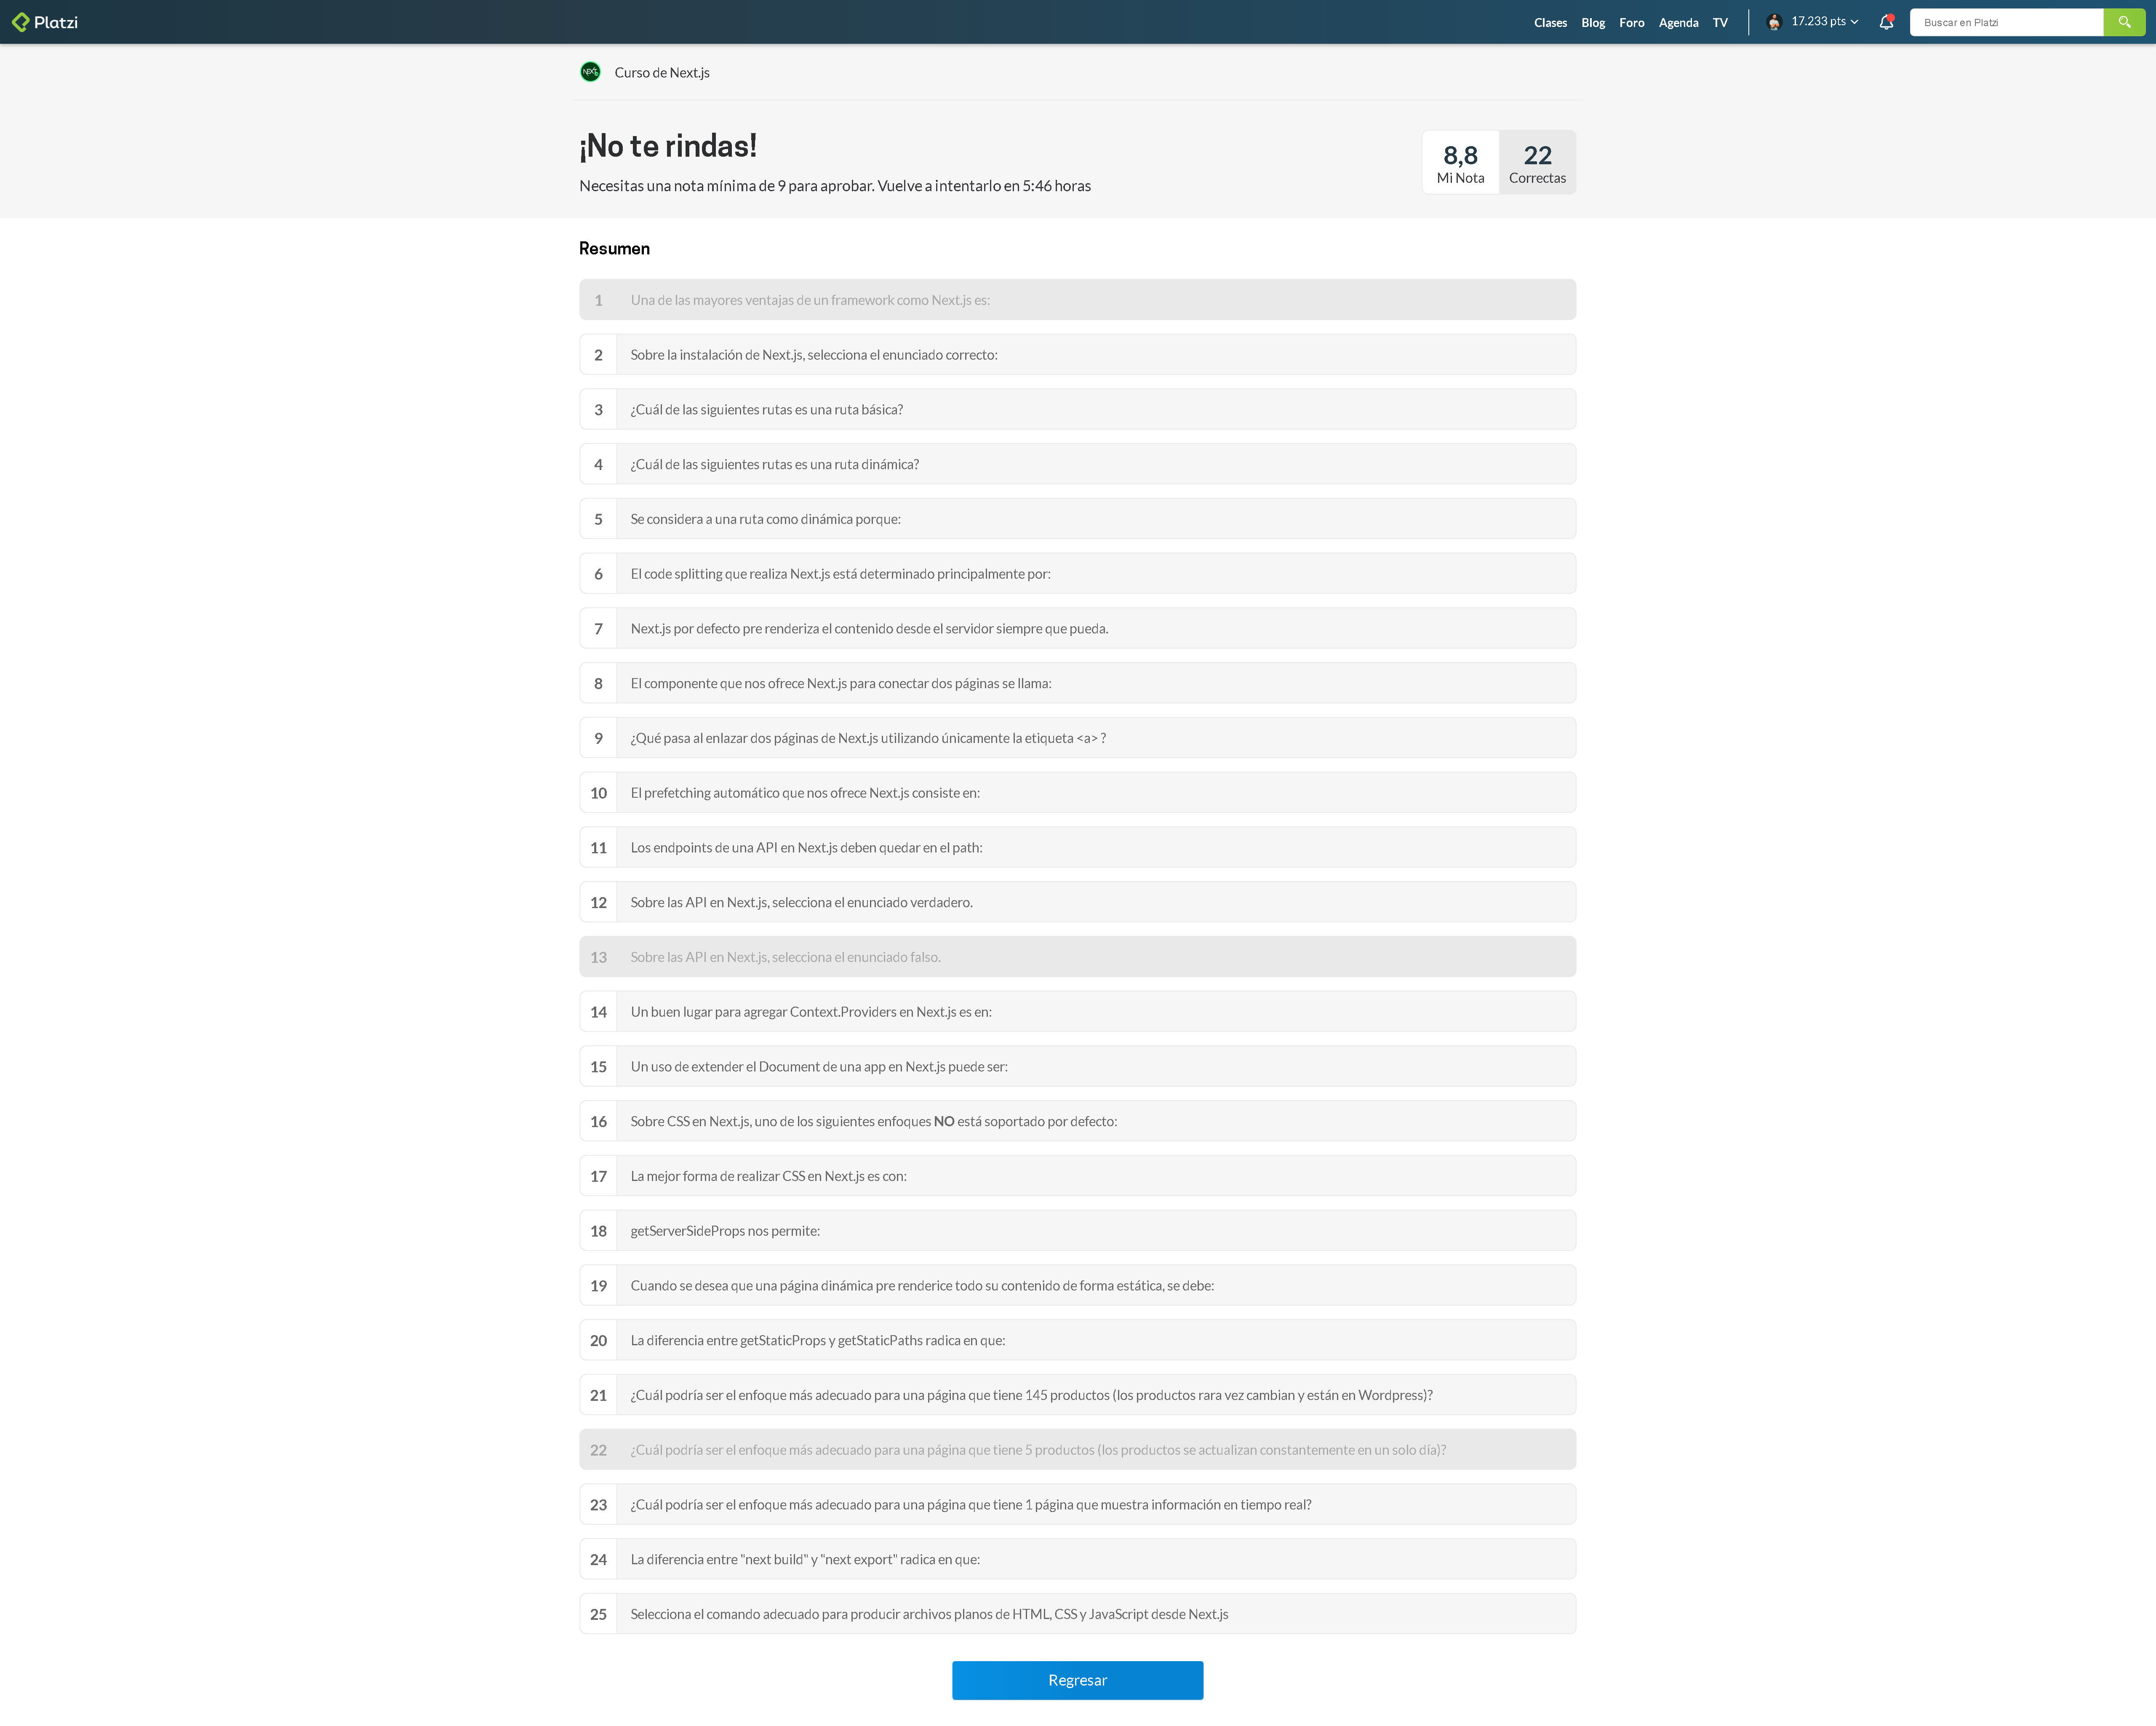 Platzi
Clases Blog Foro Agenda TV 17.233 pts Buscar en Platzi
NEXT Curso de Next.js
¡No te rindas!
Necesitas una nota mínima de 9 para aprobar. Vuelve a intentarlo en 5:46 horas
8,8 22
Mi Nota Correctas
Resumen
1 Una de las mayores ventajas de un framework como Next.js es:
2 Sobre la instalación de Next.js, selecciona el enunciado correcto:
3 ¿Cuál de las siguientes rutas es una ruta básica?
4 ¿Cuál de las siguientes rutas es una ruta dinámica?
5 Se considera a una ruta como dinámica porque:
6 El code splitting que realiza Next.js está determinado principalmente por:
7 Next.js por defecto pre renderiza el contenido desde el servidor siempre que pueda.
8 El componente que nos ofrece Next.js para conectar dos páginas se llama:
9 ¿Qué pasa al enlazar dos páginas de Next.js utilizando únicamente la etiqueta <a> ?
10 El prefetching automático que nos ofrece Next.js consiste en:
11 Los endpoints de una API en Next.js deben quedar en el path:
12 Sobre las API en Next.js, selecciona el enunciado verdadero.
13 Sobre las API en Next.js, selecciona el enunciado falso.
14 Un buen lugar para agregar Context.Providers en Next.js es en:
15 Un uso de extender el Document de una app en Next.js puede ser:
16 Sobre CSS en Next.js, uno de los siguientes enfoques NO está soportado por defecto:
17 La mejor forma de realizar CSS en Next.js es con:
18 getServerSideProps nos permite:
19 Cuando se desea que una página dinámica pre renderice todo su contenido de forma estática, se debe:
20 La diferencia entre getStaticProps y getStaticPaths radica en que:
21 ¿Cuál podría ser el enfoque más adecuado para una página que tiene 145 productos (los productos rara vez cambian y están en Wordpress)?
22 ¿Cuál podría ser el enfoque más adecuado para una página que tiene 5 productos (los productos se actualizan constantemente en un solo día)?
23 ¿Cuál podría ser el enfoque más adecuado para una página que tiene 1 página que muestra información en tiempo real?
24 La diferencia entre "next build" y "next export" radica en que:
25 Selecciona el comando adecuado para producir archivos planos de HTML, CSS y JavaScript desde Next.js
Regresar